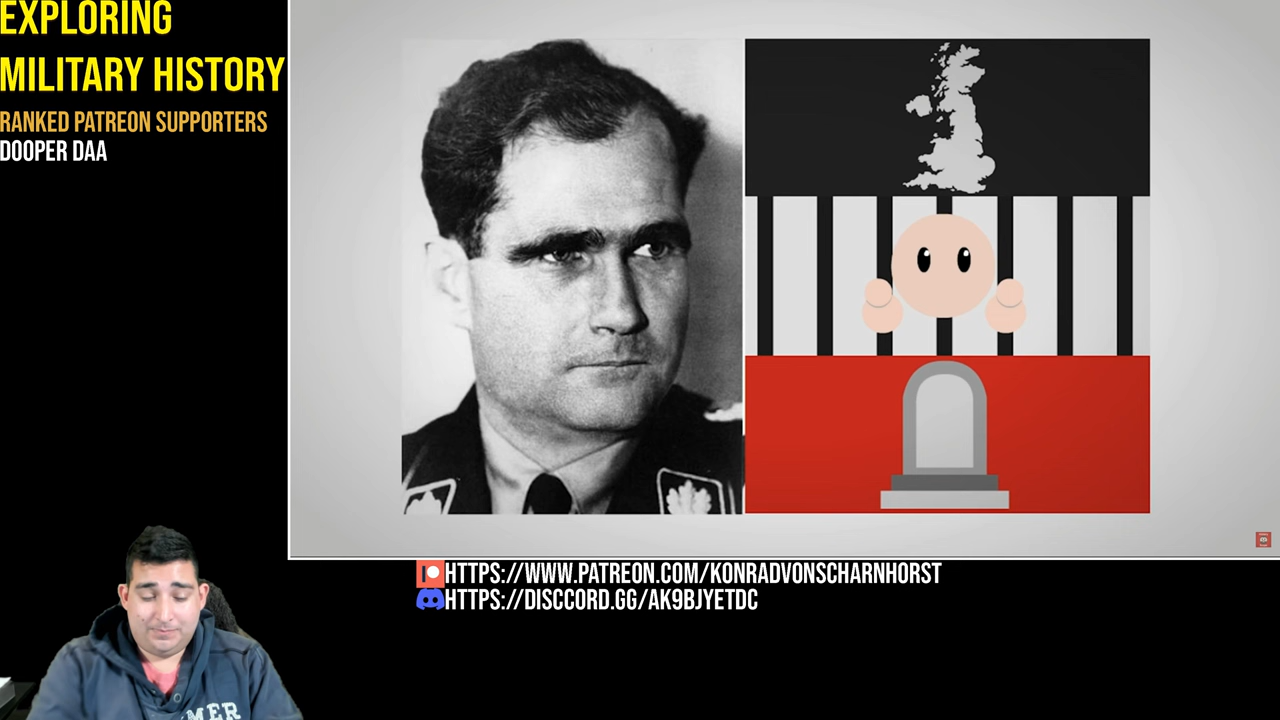 EXPLORING
MILITARY HISTORY
RANKED PATREON SUPPORTERS
DOOPER DAA
HTTPS://WWW.PATREON.COM/KONRADVONSCHARNHORST
HTTPS://DISCCORD.GG/AK9BJYETDC